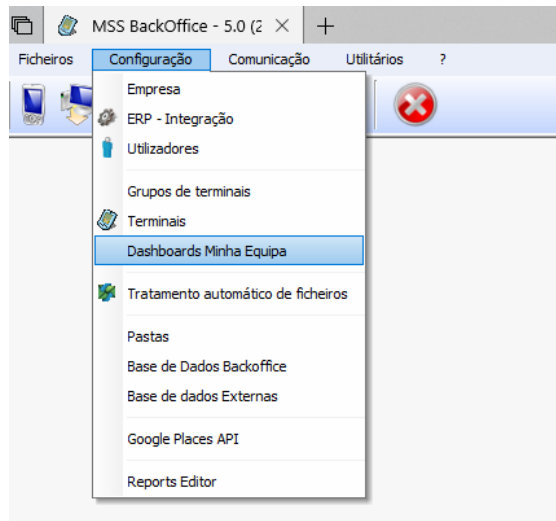 MSS BackOffice - 5.0 (2
Ficheiros Configuração Comunicação Utilitários ?
Empresa
ERP - Integração
Utilizadores
Grupos de terminais
Terminais
Dashboards Minha Equipa
Tratamento automático de ficheiros
Pastas
Base de Dados Backoffice
Base de dados Externas
Google Places API
Reports Editor